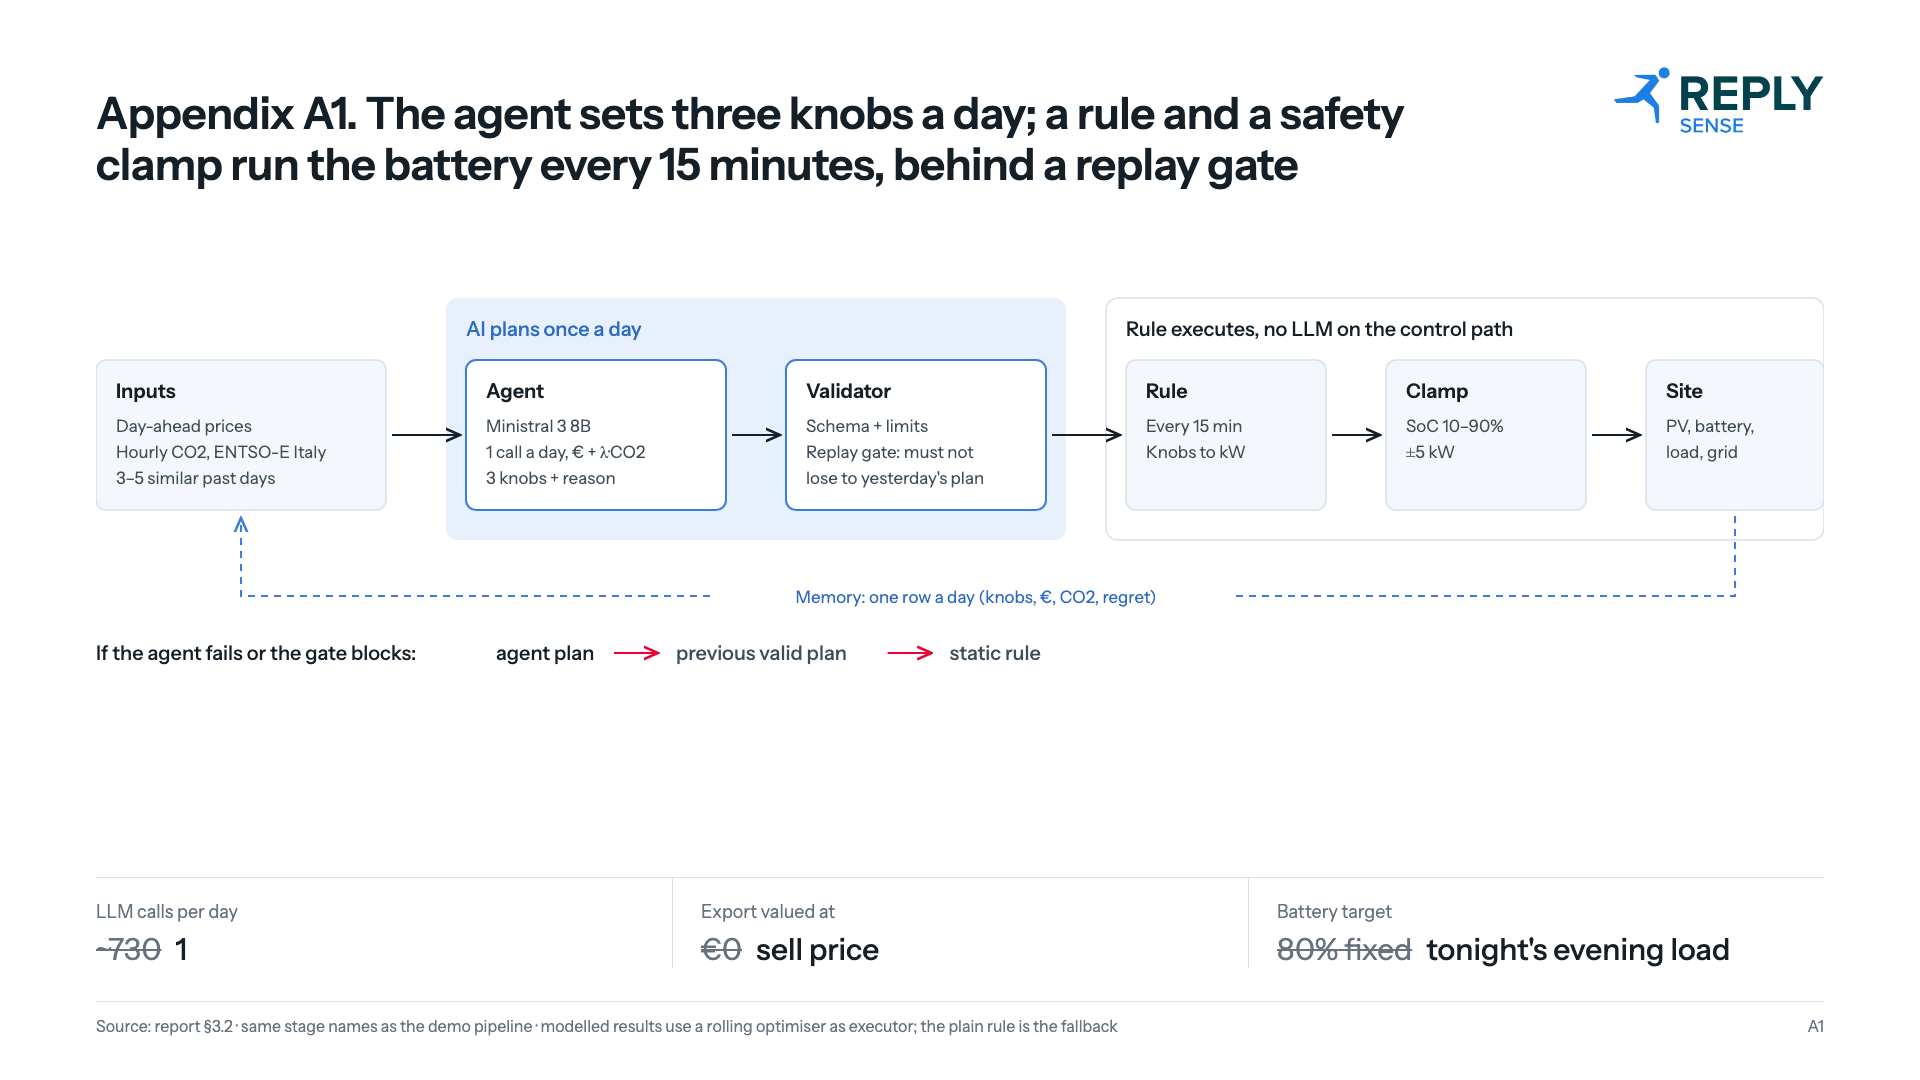 Appendix A1. The agent sets three knobs a day; a rule and a safety
clamp run the battery every 15 minutes, behind a replay gate
REPLY
SENSE
AI plans once a day
Rule executes, no LLM on the control path
Inputs
Day-ahead prices
Hourly CO2, ENTSO-E Italy
3–5 similar past days
Agent
Ministral 3 8B
1 call a day, € + λ·CO2
3 knobs + reason
Validator
Schema + limits
Replay gate: must not
lose to yesterday's plan
Rule
Every 15 min
Knobs to kW
Clamp
SoC 10–90%
±5 kW
Site
PV, battery,
load, grid
Memory: one row a day (knobs, €, CO2, regret)
If the agent fails or the gate blocks: agent plan previous valid plan static rule
LLM calls per day
~730 1
Export valued at
€0 sell price
Battery target
80% fixed tonight's evening load
Source: report §3.2 · same stage names as the demo pipeline · modelled results use a rolling optimiser as executor; the plain rule is the fallback
A1